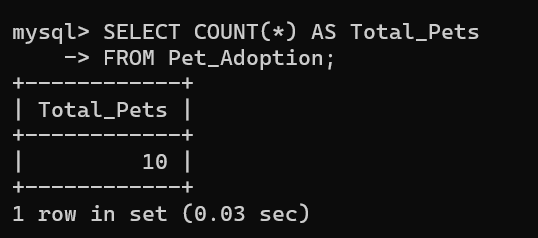 mysql> SELECT COUNT(*) AS Total_Pets
    -> FROM Pet_Adoption;
+------------+
| Total_Pets |
+------------+
|         10 |
+------------+
1 row in set (0.03 sec)